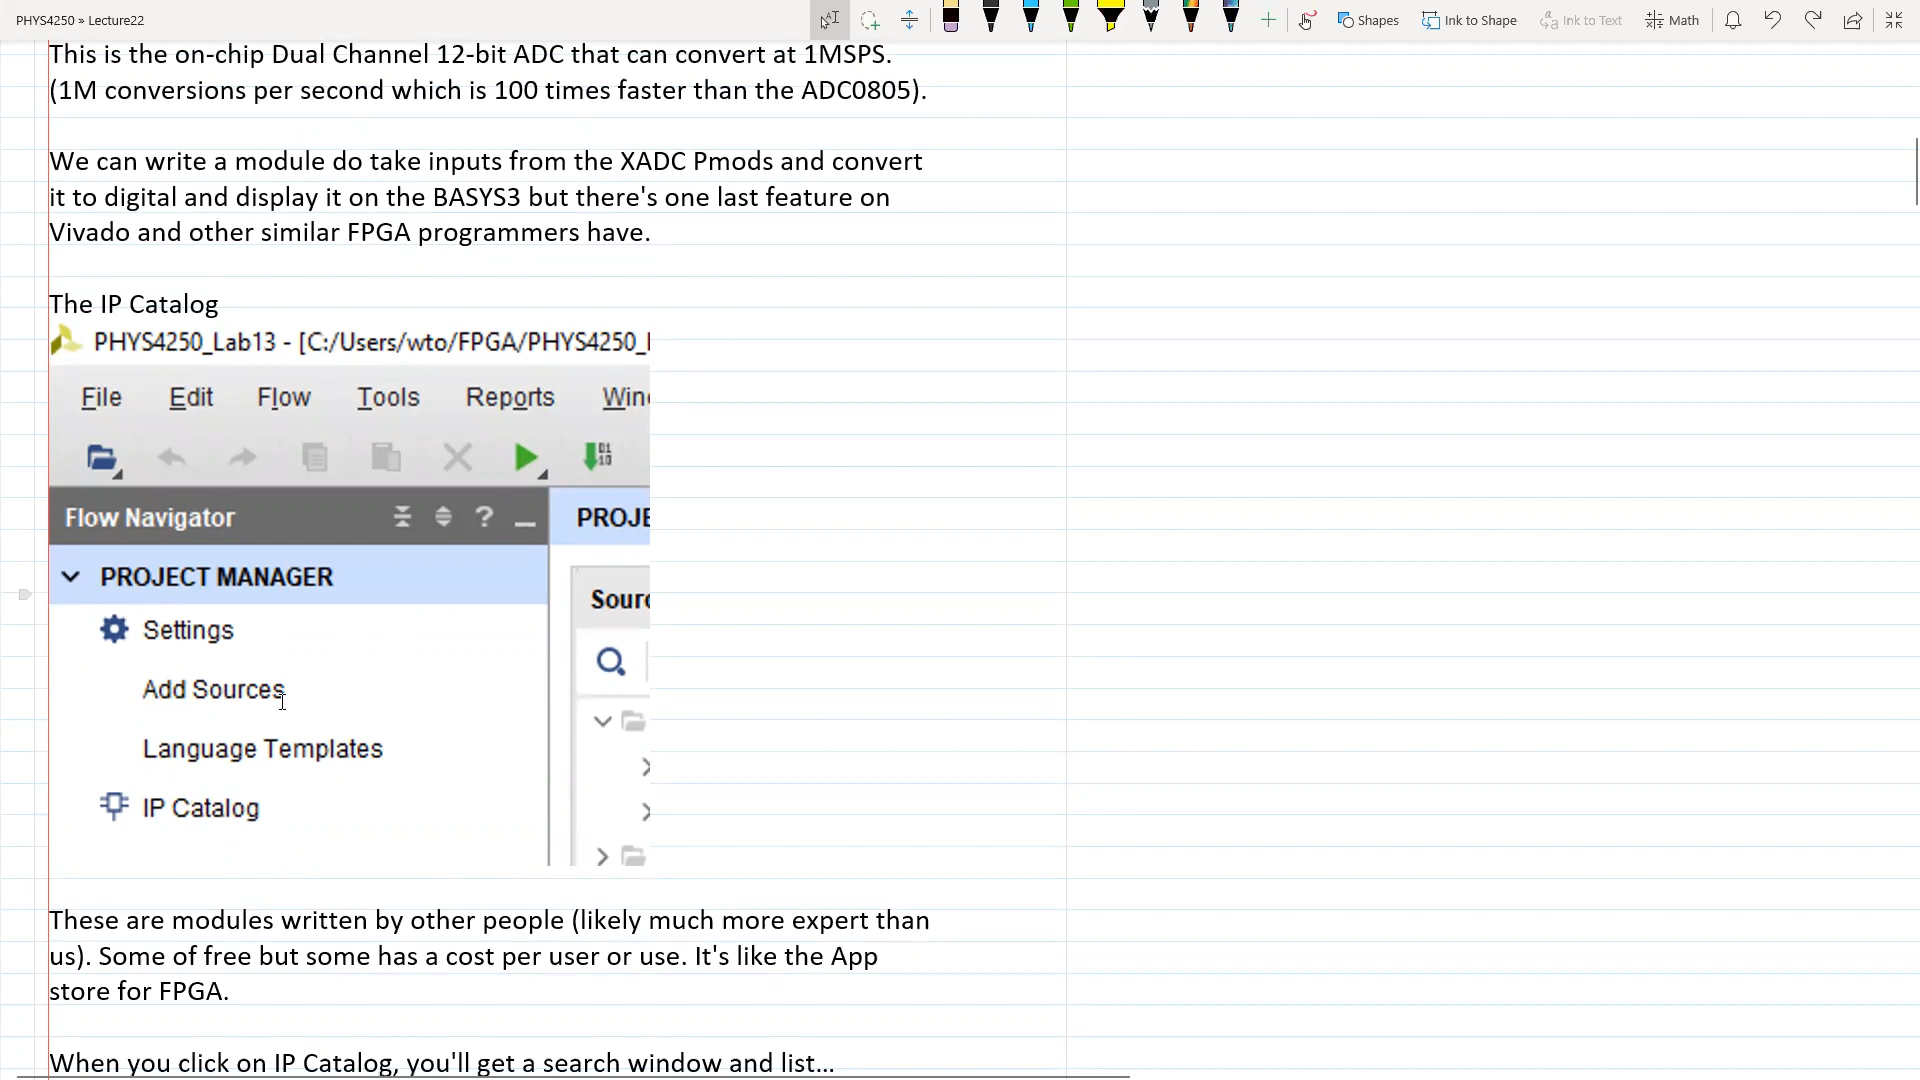 PHYS4250 » Lecture22
Shapes
Ink to Shape
Ink to Text
Math
This is the on-chip Dual Channel 12-bit ADC that can convert at 1MSPS.
(1M conversions per second which is 100 times faster than the ADC0805).
We can write a module do take inputs from the XADC Pmods and convert
it to digital and display it on the BASYS3 but there's one last feature on
Vivado and other similar FPGA programmers have.
The IP Catalog
PHYS4250_Lab13 - [C:/Users/wto/FPGA/PHYS4250_
File Edit Flow Tools Reports Win
Flow Navigator ? PROJE
PROJECT MANAGER
Sour
Settings
Add Sources
Language Templates
IP Catalog
These are modules written by other people (likely much more expert than
us). Some of free but some has a cost per user or use. It's like the App
store for FPGA.
When you click on IP Catalog, you'll get a search window and list...